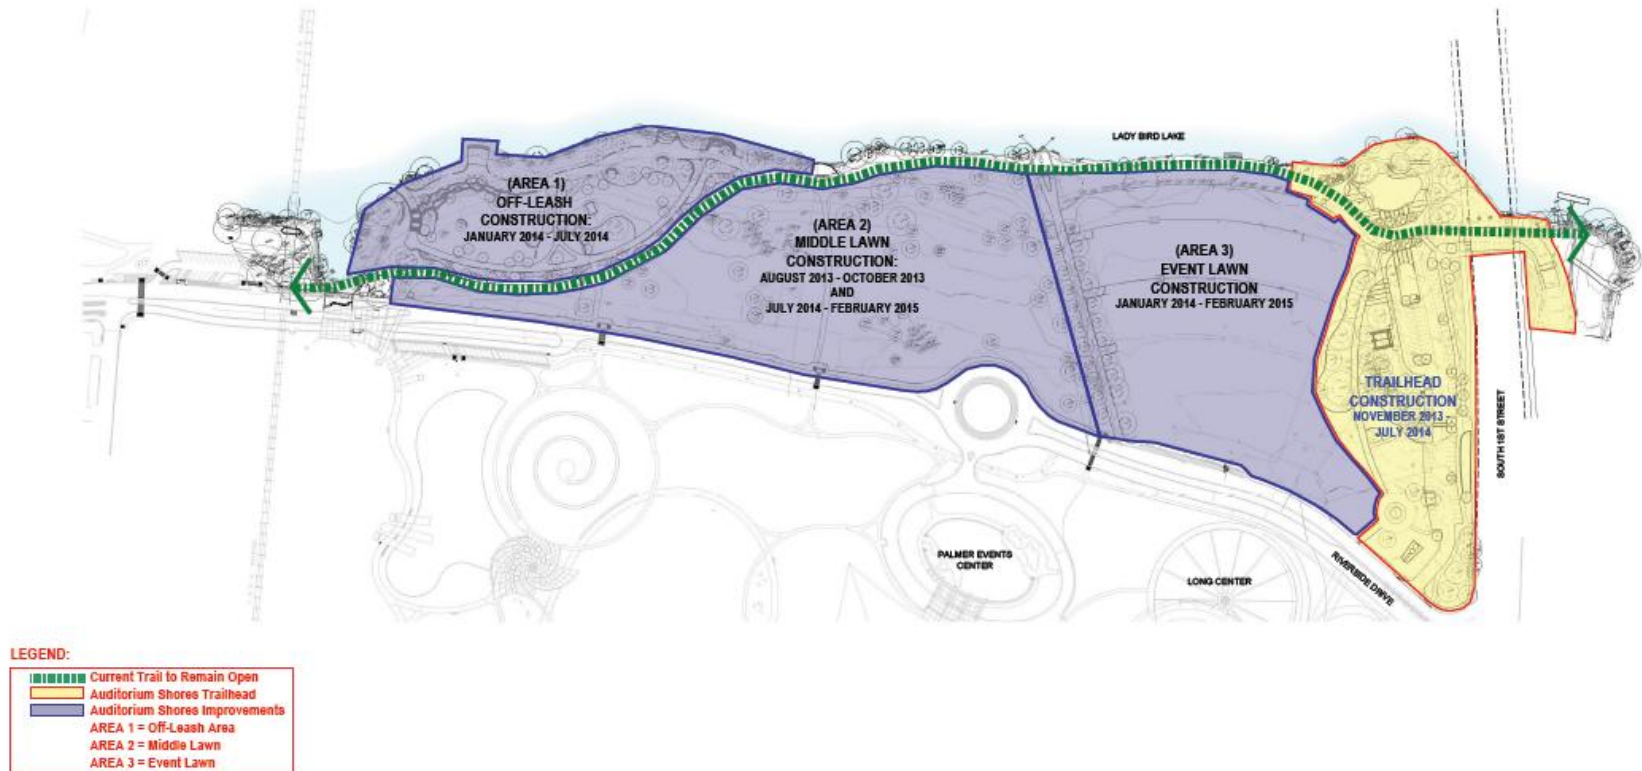 LADY BIRD LAKE
(AREA 1)
OFF-LEASH
CONSTRUCTION:
JANUARY 2014 - JULY 2014
(AREA 2)
MIDDLE LAWN
CONSTRUCTION:
AUGUST 2013 - OCTOBER 2013
AND
JULY 2014 - FEBRUARY 2015
(AREA 3)
EVENT LAWN
CONSTRUCTION
JANUARY 2014 - FEBRUARY 2015
TRAILHEAD
CONSTRUCTION
NOVEMBER 2013 -
JULY 2014
SOUTH 1ST STREET
PALMER EVENTS
CENTER
LONG CENTER
RIVERSIDE DRIVE
LEGEND:
Current Trail to Remain Open
Auditorium Shores Trailhead
Auditorium Shores Improvements
AREA 1 = Off-Leash Area
AREA 2 = Middle Lawn
AREA 3 = Event Lawn